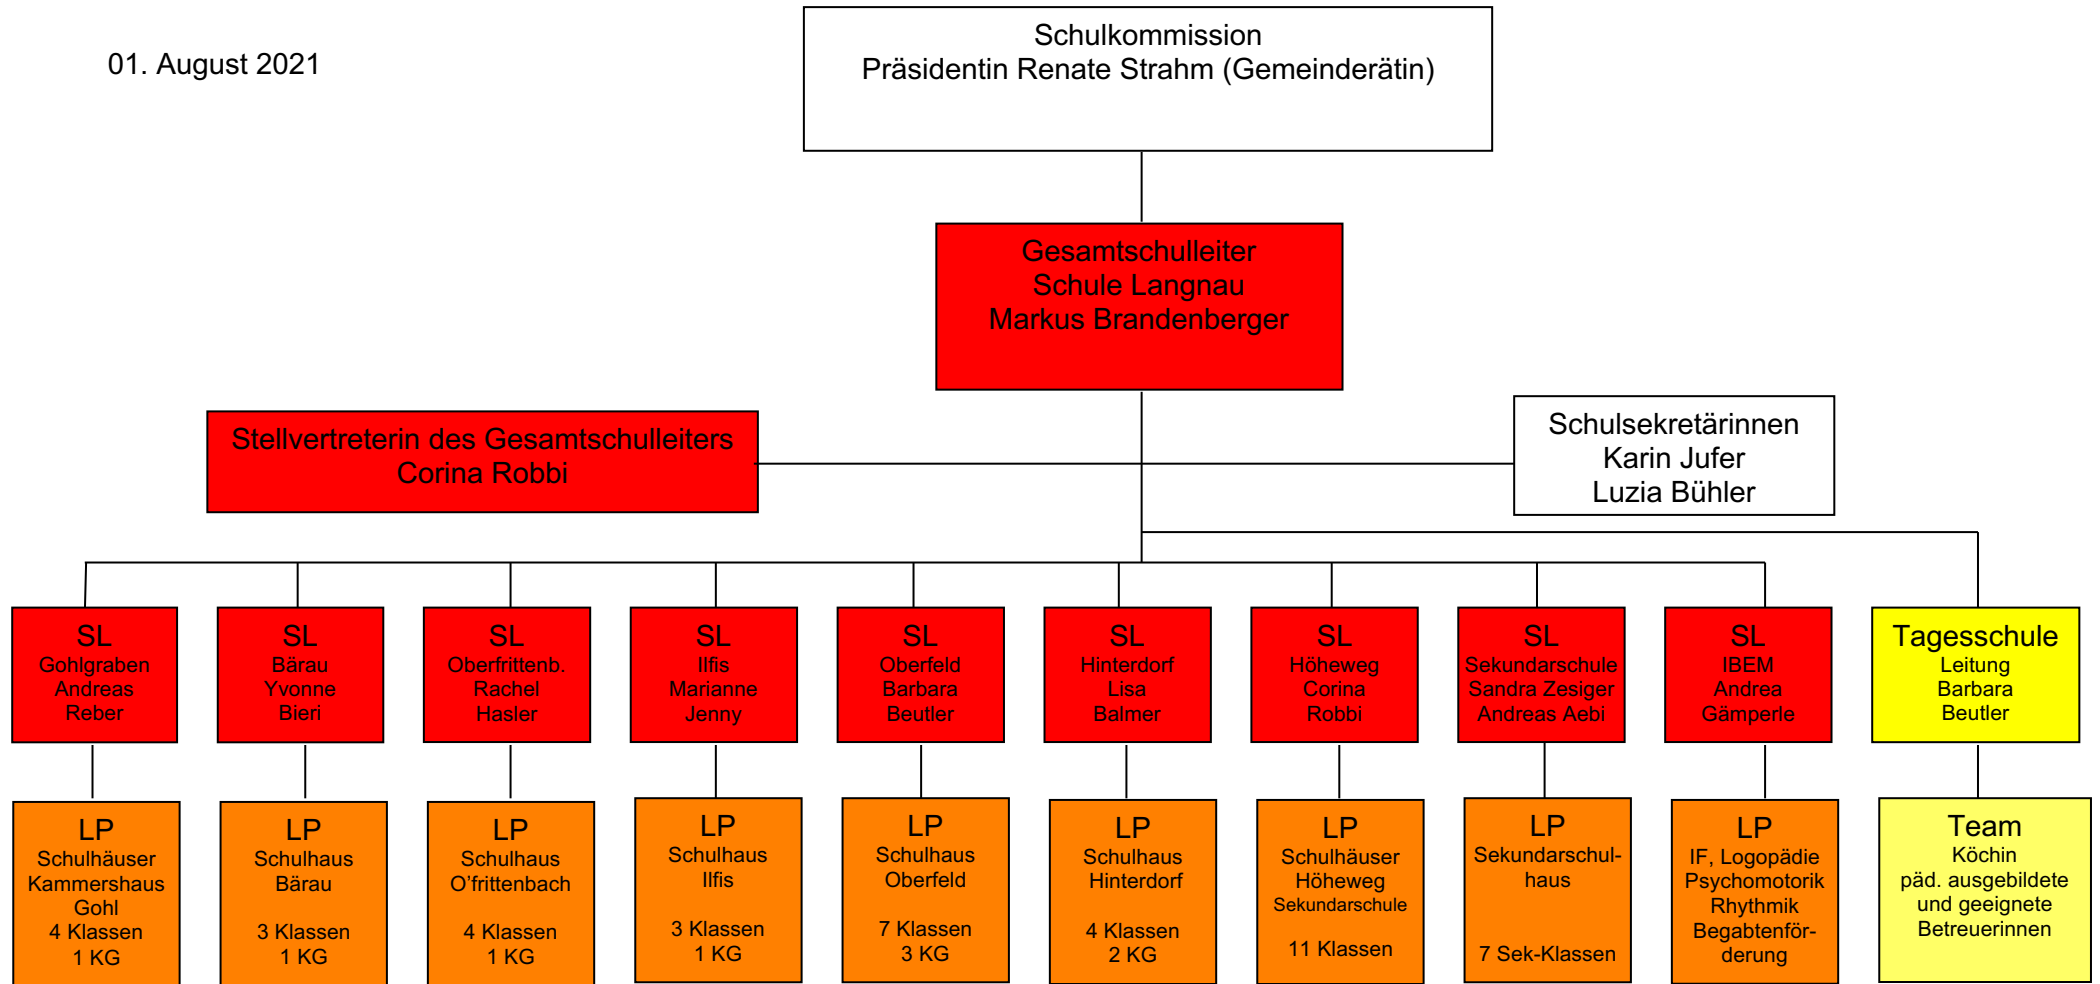 01. August 2021
Schulkommission
Präsidentin Renate Strahm (Gemeinderätin)
Gesamtschulleiter
Schule Langnau
Markus Brandenberger
Stellvertreterin des Gesamtschulleiters
Corina Robbi
Schulsekretärinnen
Karin Jufer
Luzia Bühler
SL
Gohlgraben
Andreas
Reber
SL
Bärau
Yvonne
Bieri
SL
Oberfrittenb.
Rachel
Hasler
SL
Ilfis
Marianne
Jenny
SL
Oberfeld
Barbara
Beutler
SL
Hinterdorf
Lisa
Balmer
SL
Höheweg
Corina
Robbi
SL
Sekundarschule
Sandra Zesiger
Andreas Aebi
SL
IBEM
Andrea
Gämperle
Tagesschule
Leitung
Barbara
Beutler
LP
Schulhäuser
Kammershaus
Gohl
4 Klassen
1 KG
LP
Schulhaus
Bärau
3 Klassen
1 KG
LP
Schulhaus
O’frittenbach
4 Klassen
1 KG
LP
Schulhaus
Ilfis
3 Klassen
1 KG
LP
Schulhaus
Oberfeld
7 Klassen
3 KG
LP
Schulhaus
Hinterdorf
4 Klassen
2 KG
LP
Schulhäuser
Höheweg
Sekundarschule
11 Klassen
LP
Sekundarschul-
haus
7 Sek-Klassen
LP
IF, Logopädie
Psychomotorik
Rhythmik
Begabtenför-
derung
Team
Köchin
päd. ausgebildete
und geeignete
Betreuerinnen